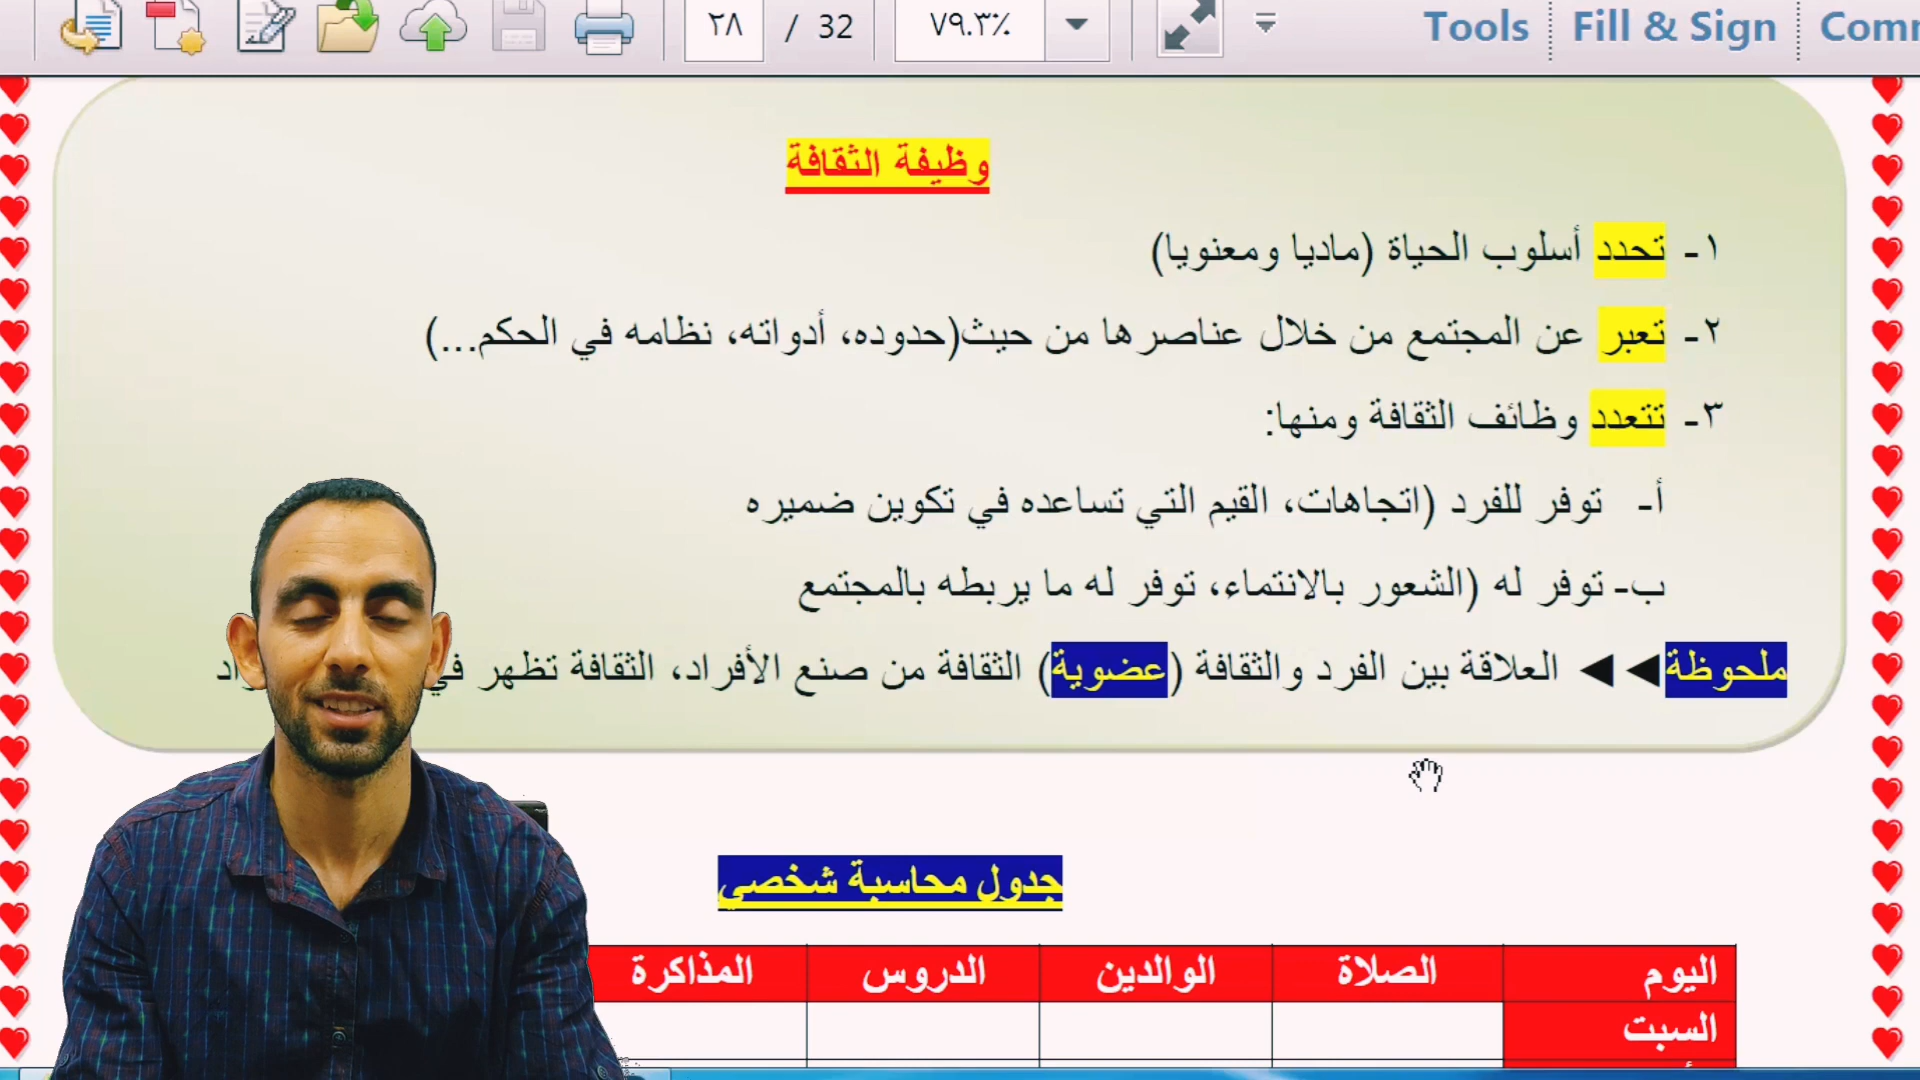 ٢٨ / 32 ٧٩.٣٪ Tools Fill & Sign
وظيفة الثقافة
١- تحدد أسلوب الحياة (ماديا ومعنويا)
٢- تعبر عن المجتمع من خلال عناصرها من حيث(حدوده، أدواته، نظامه في الحكم...)
٣- تتعدد وظائف الثقافة ومنها:
أ- توفر للفرد (اتجاهات، القيم التي تساعده في تكوين ضميره
ب- توفر له (الشعور بالانتماء، توفر له ما يربطه بالمجتمع
ملحوظة◄◄ العلاقة بين الفرد والثقافة (عضوية) الثقافة من صنع الأفراد، الثقافة تظهر في
جدول محاسبة شخصي
اليوم الصلاة الوالدين الدروس المذاكرة
السبت